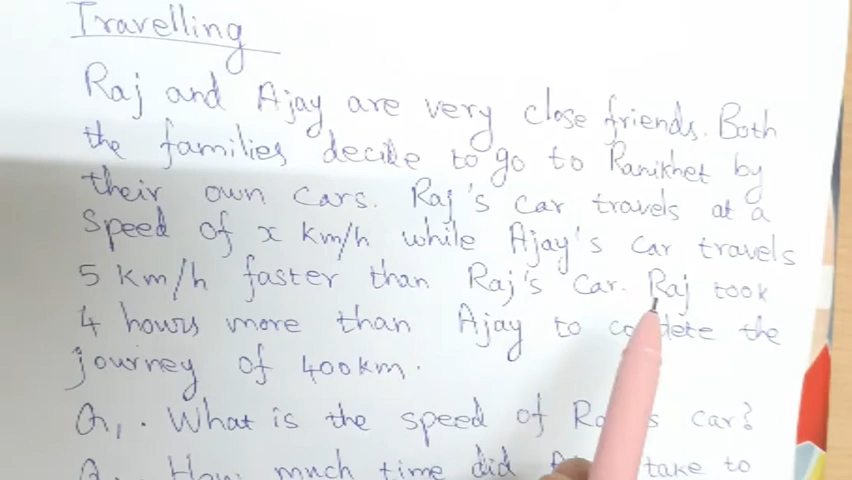 Travelling
Raj and Ajay are very close friends. Both
the families decide to go to Ranikhet by
their own cars. Raj's car travels at a
speed of x km/h while Ajay's car travels
5 km/h faster than Raj's car. Raj took
4 hours more than Ajay to the
journey of 400km.
Q1. What is the speed of car?
How much time did take to